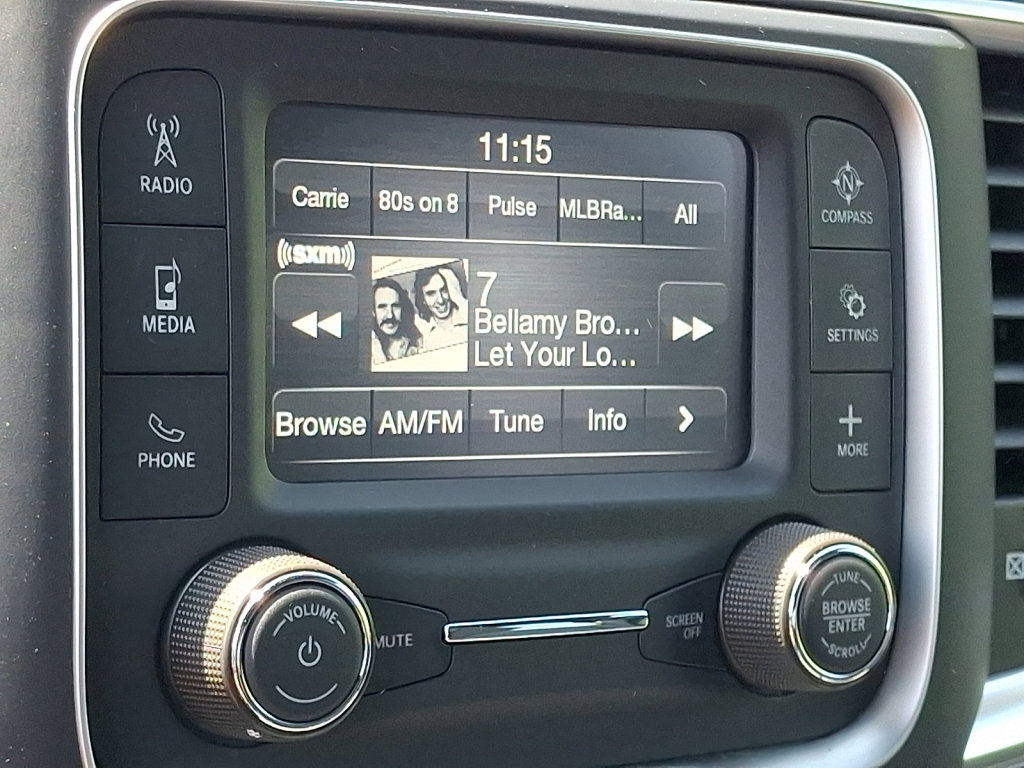 11:15
RADIO
Carrie 80s on 8 Pulse MLBRa... All
COMPASS
N
((sxm))
MEDIA
7
Bellamy Bro...
Let Your Lo...
SETTINGS
Browse AM/FM Tune Info >
PHONE
MORE
VOLUME
MUTE
SCREEN
OFF
TUNE
BROWSE
ENTER
SCROLL